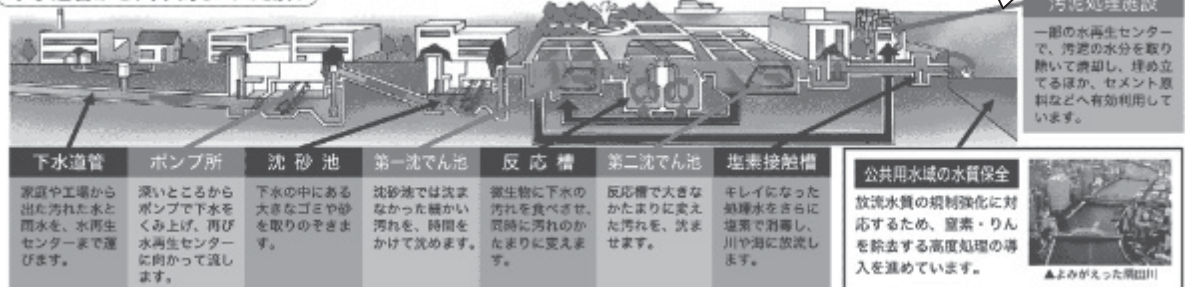 汚泥処理施設
一部の水再生センター
で、汚泥の水分を取り
除いて焼却し、埋め立
てるほか、セメント原
料などへ有効利用して
います。
下水道管
家庭や工場から
出た汚れた水と
雨水を、水再生
センターまで運
びます。
ポンプ所
深いところから
ポンプで下水を
くみ上げ、再び
水再生センター
に向かって流し
ます。
沈砂池
下水の中にある
大きなゴミや砂
を取りのぞきま
す。
第一沈でん池
沈砂池では沈ま
なかった細かい
汚れを、時間を
かけて沈めます。
反応槽
微生物に下水の
汚れを食べさせ、
同時に汚れのか
たまりに変えま
す。
第二沈でん池
反応槽で大きな
かたまりに変え
た汚れを、沈ま
せます。
塩素接触槽
キレイになった
処理水をさらに
塩素で消毒し、
川や海に放流し
ます。
公共用水域の水質保全
放流水質の規制強化に対
応するため、窒素・りん
を除去する高度処理の導
入を進めています。
▲よみがえった隅田川